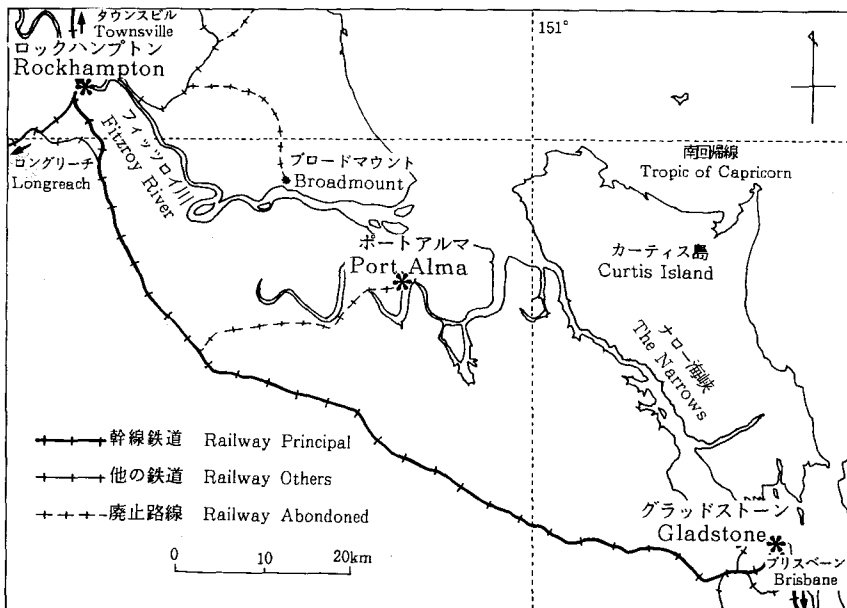 タウンスビル
Townsville
ロックハンプトン
Rockhampton
151°
フィッツロイ川
Fitzroy River
ロングリーチ
Longreach
ブロードマウント
Broadmount
南回帰線
Tropic of Capricorn
ポートアルマ
Port Alma
カーティス島
Curtis Island
ナロー海峡
The Narrows
幹線鉄道 Railway Principal
他の鉄道 Railway Others
廃止路線 Railway Abondoned
0 10 20km
グラッドストーン
Gladstone
ブリスベーン
Brisbane